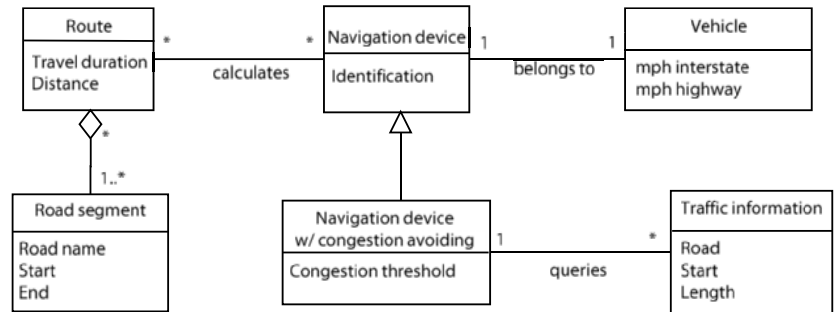 Route
Travel duration
Distance
*
calculates
*
Navigation device
Identification
1
belongs to
1
Vehicle
mph interstate
mph highway
*
1..*
Road segment
Road name
Start
End
Navigation device
w/ congestion avoiding
Congestion threshold
1
queries
*
Traffic information
Road
Start
Length